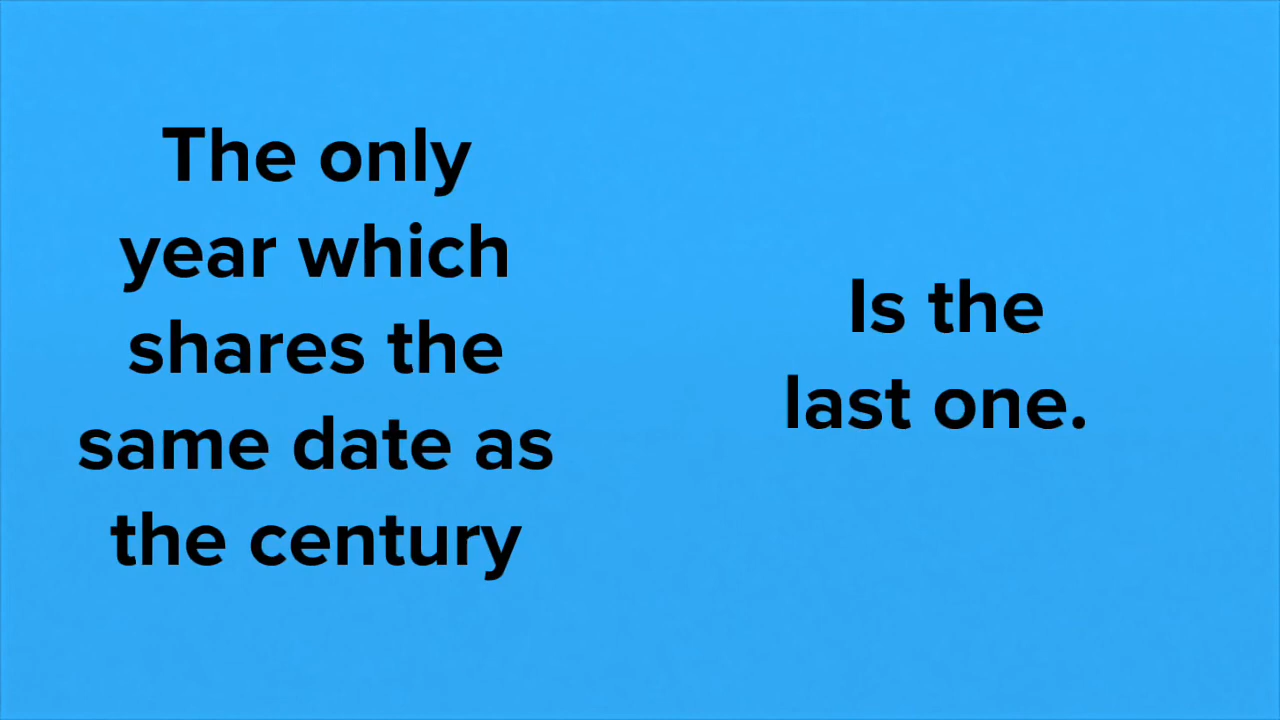 The only
year which
shares the
same date as
the century
Is the
last one.